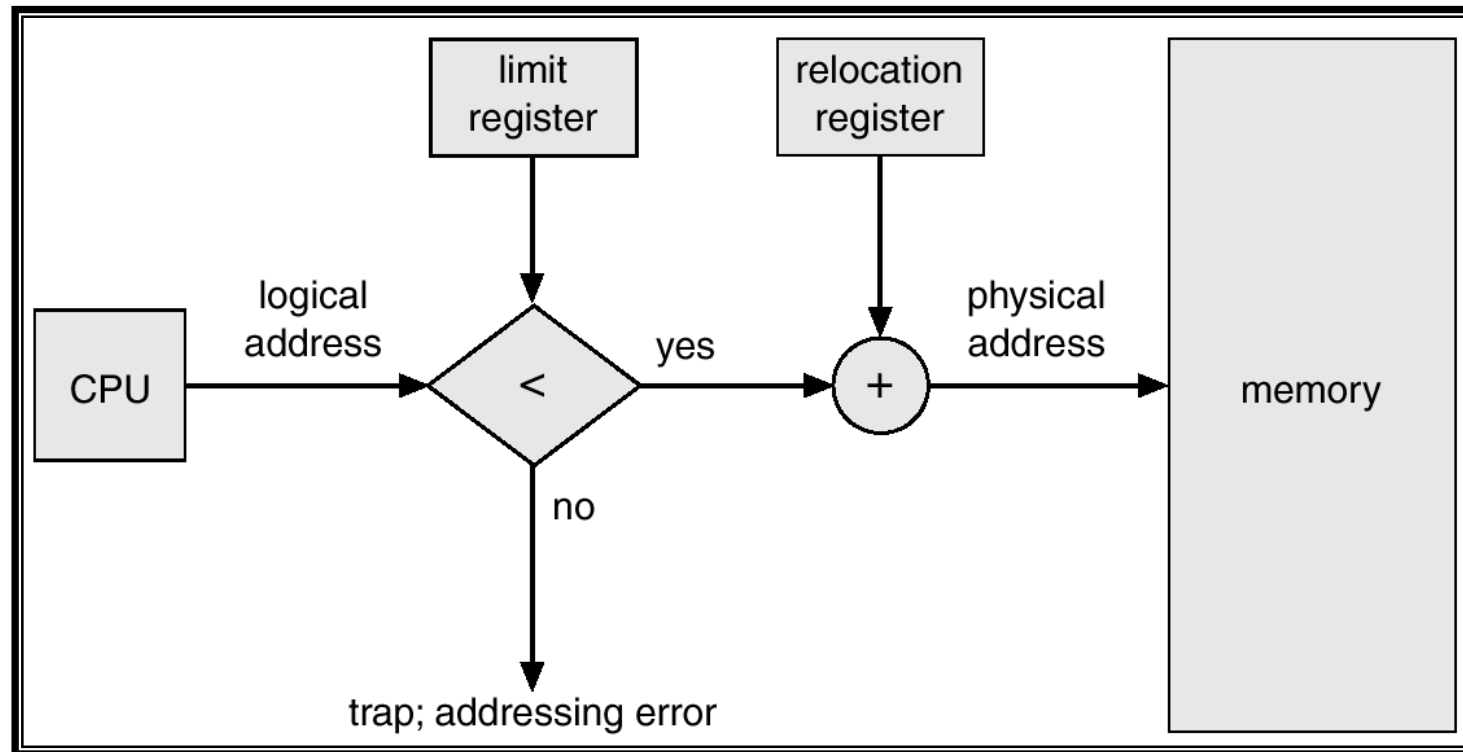 limit
register
relocation
register
logical
address
physical
address
yes
CPU
<
+
memory
no
trap; addressing error